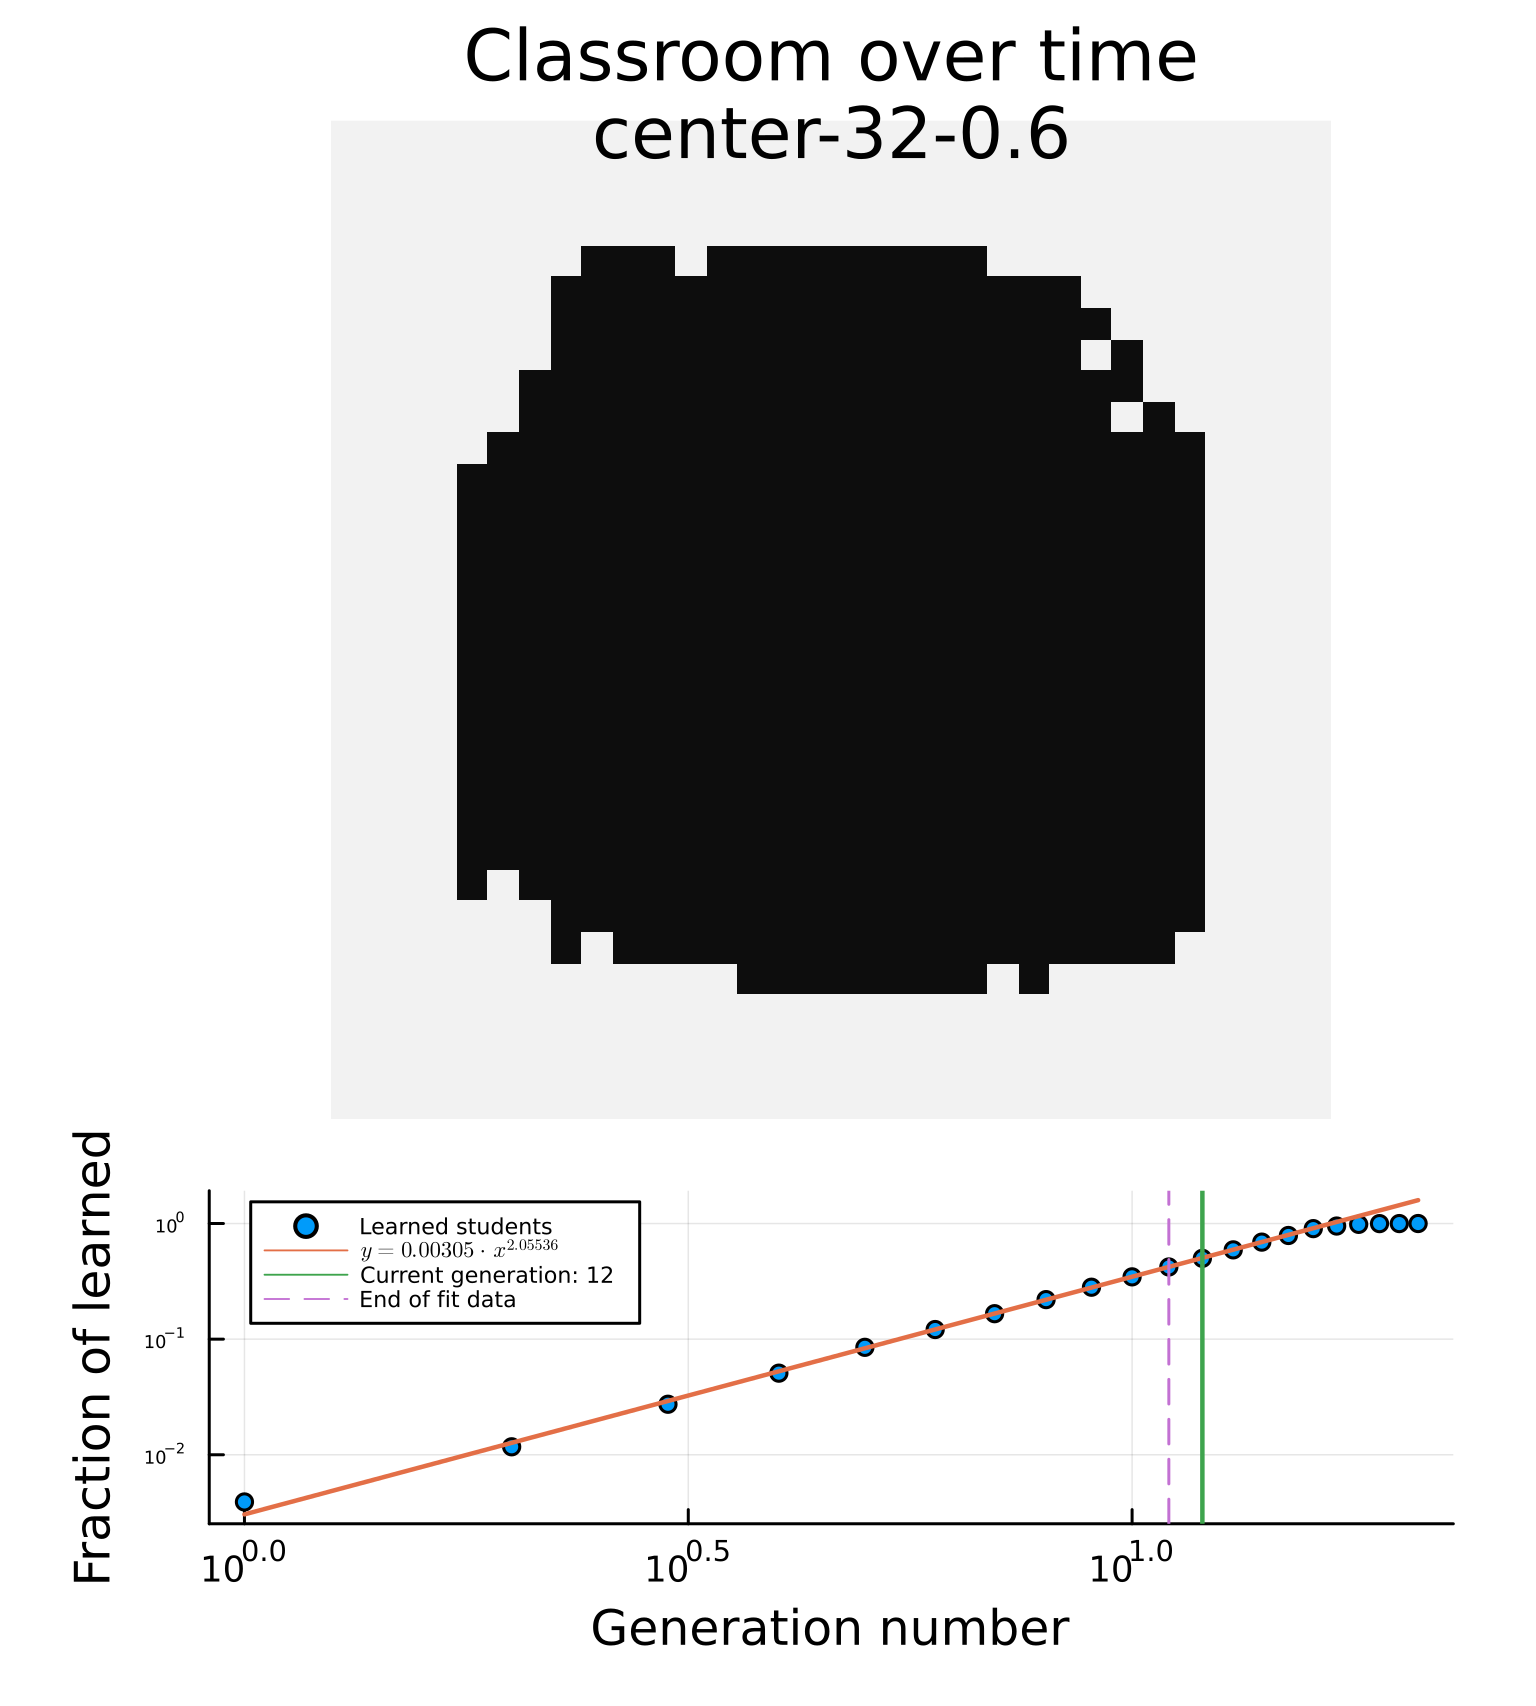 Classroom over time
center-32-0.6
Fraction of learned
10⁰
10⁻¹
10⁻²
Learned students
y = 0.00305 · x^2.05536
Current generation: 12
End of fit data
10^0.0 10^0.5 10^1.0
Generation number